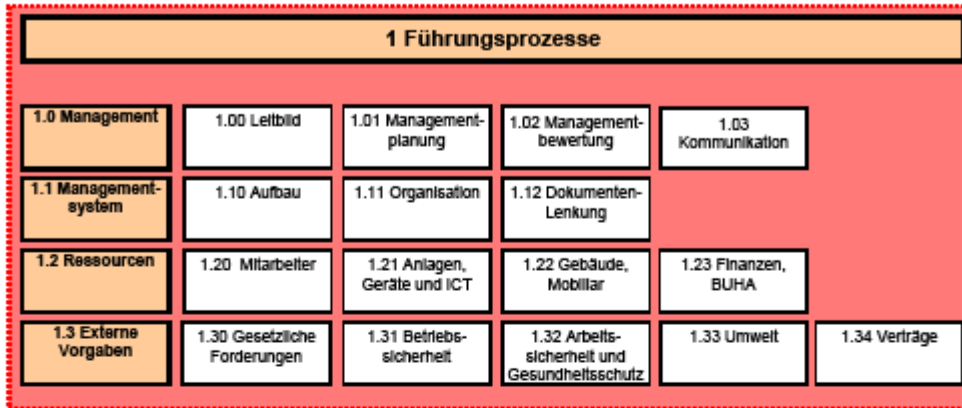 1 Führungsprozesse
1.0 Management
1.00 Leitbild
1.01 Management-
planung
1.02 Management-
bewertung
1.03
Kommunikation
1.1 Management-
system
1.10 Aufbau
1.11 Organisation
1.12 Dokumenten-
Lenkung
1.2 Ressourcen
1.20 Mitarbeiter
1.21 Anlagen,
Geräte und ICT
1.22 Gebäude,
Mobiliar
1.23 Finanzen,
BUHA
1.3 Externe
Vorgaben
1.30 Gesetzliche
Forderungen
1.31 Betriebs-
sicherheit
1.32 Arbeits-
sicherheit und
Gesundheitsschutz
1.33 Umwelt
1.34 Verträge